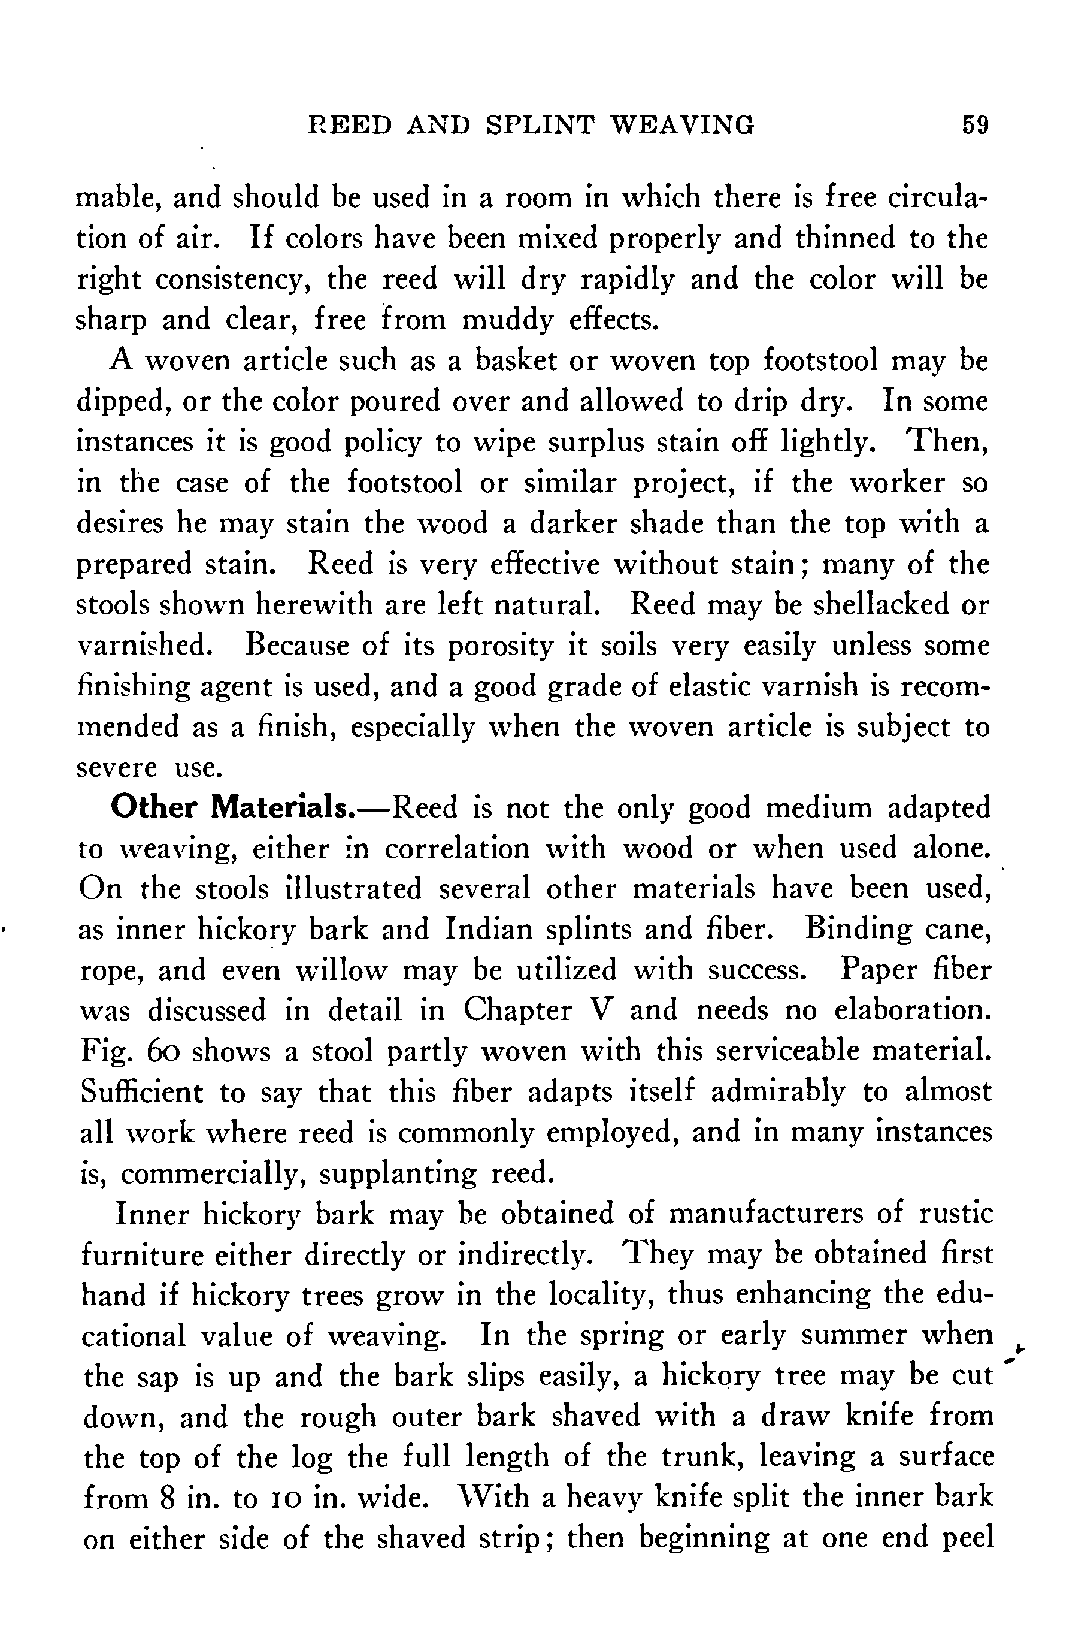 REED AND SPLINT WEAVING 59
mable, and should be used in a room in which there is free circula-
tion of air. If colors have been mixed properly and thinned to the
right consistency, the reed will dry rapidly and the color will be
sharp and clear, free from muddy effects.
A woven article such as a basket or woven top footstool may be
dipped, or the color poured over and allowed to drip dry. In some
instances it is good policy to wipe surplus stain off lightly. Then,
in the case of the footstool or similar project, if the worker so
desires he may stain the wood a darker shade than the top with a
prepared stain. Reed is very effective without stain; many of the
stools shown herewith are left natural. Reed may be shellacked or
varnished. Because of its porosity it soils very easily unless some
finishing agent is used, and a good grade of elastic varnish is recom-
mended as a finish, especially when the woven article is subject to
severe use.
Other Materials.—Reed is not the only good medium adapted
to weaving, either in correlation with wood or when used alone.
On the stools illustrated several other materials have been used,
as inner hickory bark and Indian splints and fiber. Binding cane,
rope, and even willow may be utilized with success. Paper fiber
was discussed in detail in Chapter V and needs no elaboration.
Fig. 60 shows a stool partly woven with this serviceable material.
Sufficient to say that this fiber adapts itself admirably to almost
all work where reed is commonly employed, and in many instances
is, commercially, supplanting reed.
Inner hickory bark may be obtained of manufacturers of rustic
furniture either directly or indirectly. They may be obtained first
hand if hickory trees grow in the locality, thus enhancing the edu-
cational value of weaving. In the spring or early summer when
the sap is up and the bark slips easily, a hickory tree may be cut
down, and the rough outer bark shaved with a draw knife from
the top of the log the full length of the trunk, leaving a surface
from 8 in. to 10 in. wide. With a heavy knife split the inner bark
on either side of the shaved strip; then beginning at one end peel